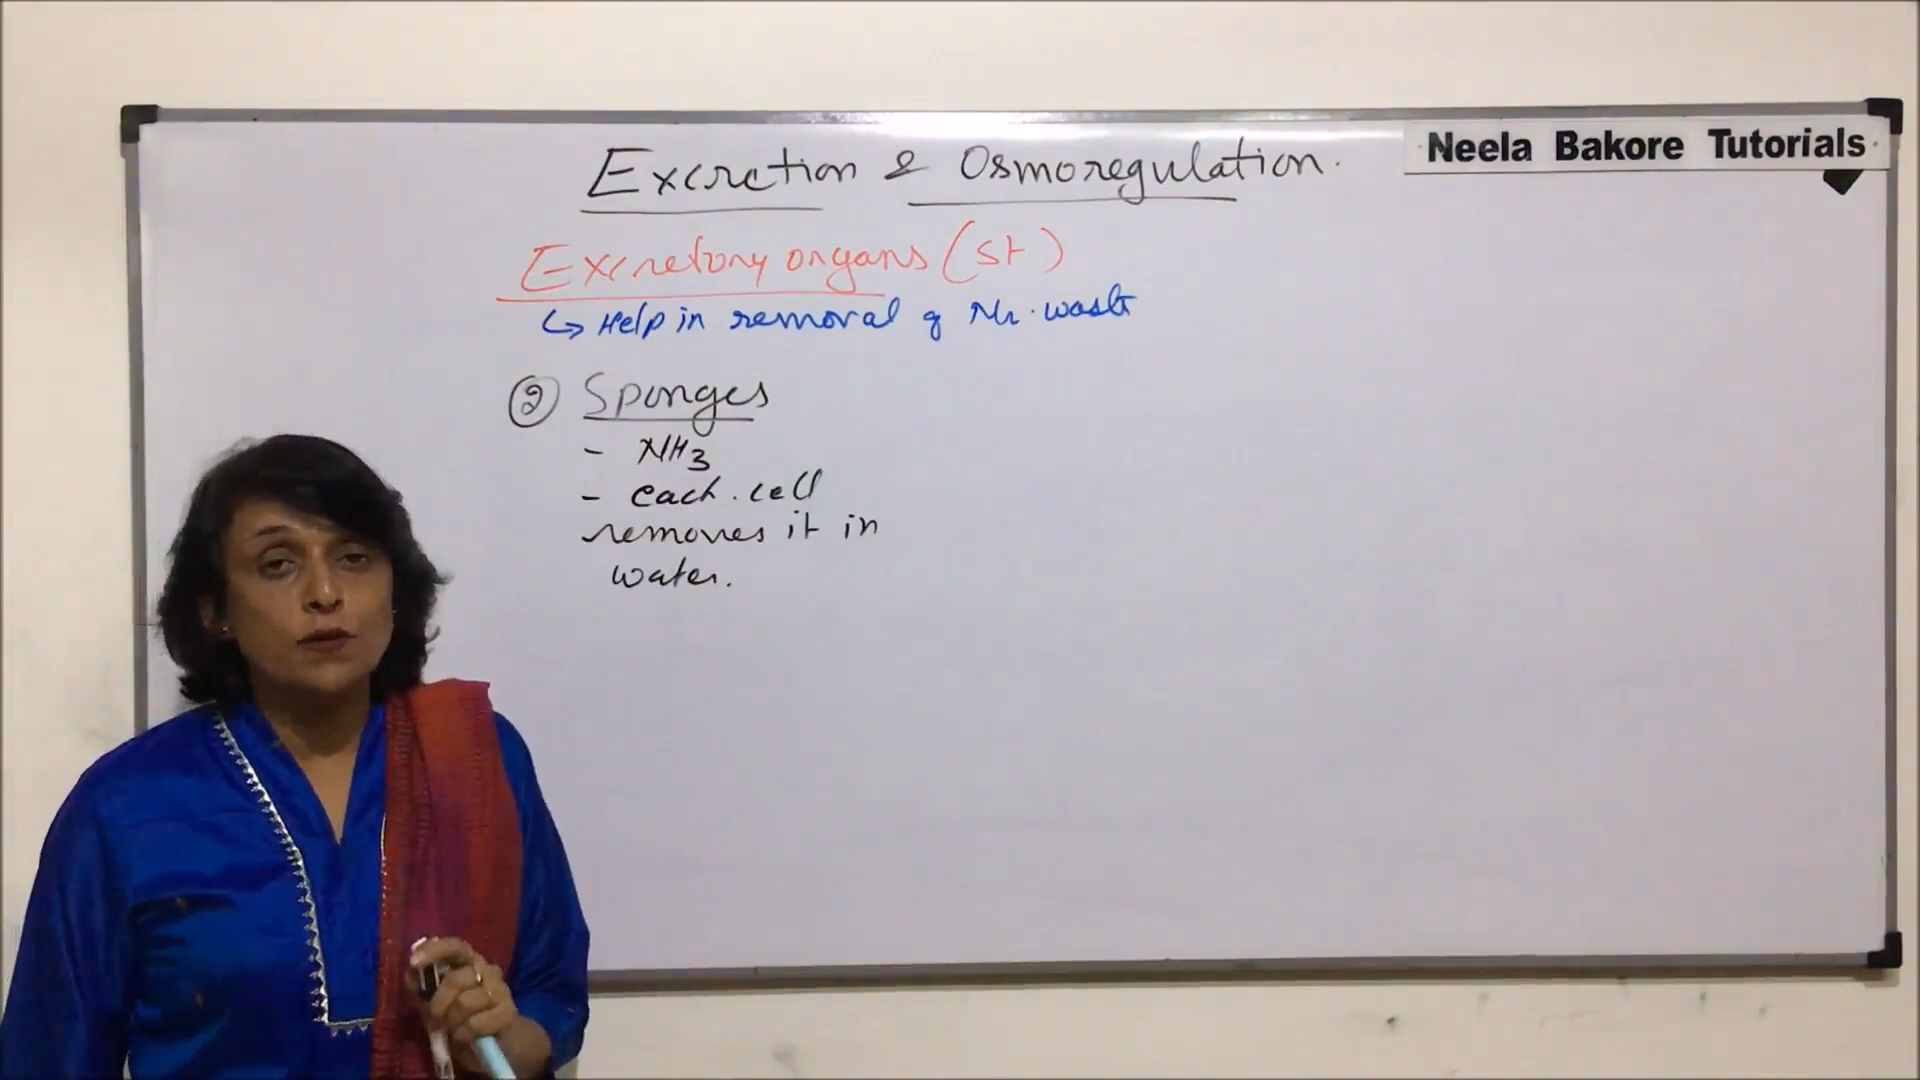 Neela Bakore Tutorials
Excretion & Osmoregulation.
Excretory organs (St)
↳ Help in removal of Nr. waste
② Sponges
- NH3
- each. cell
removes it in
water.